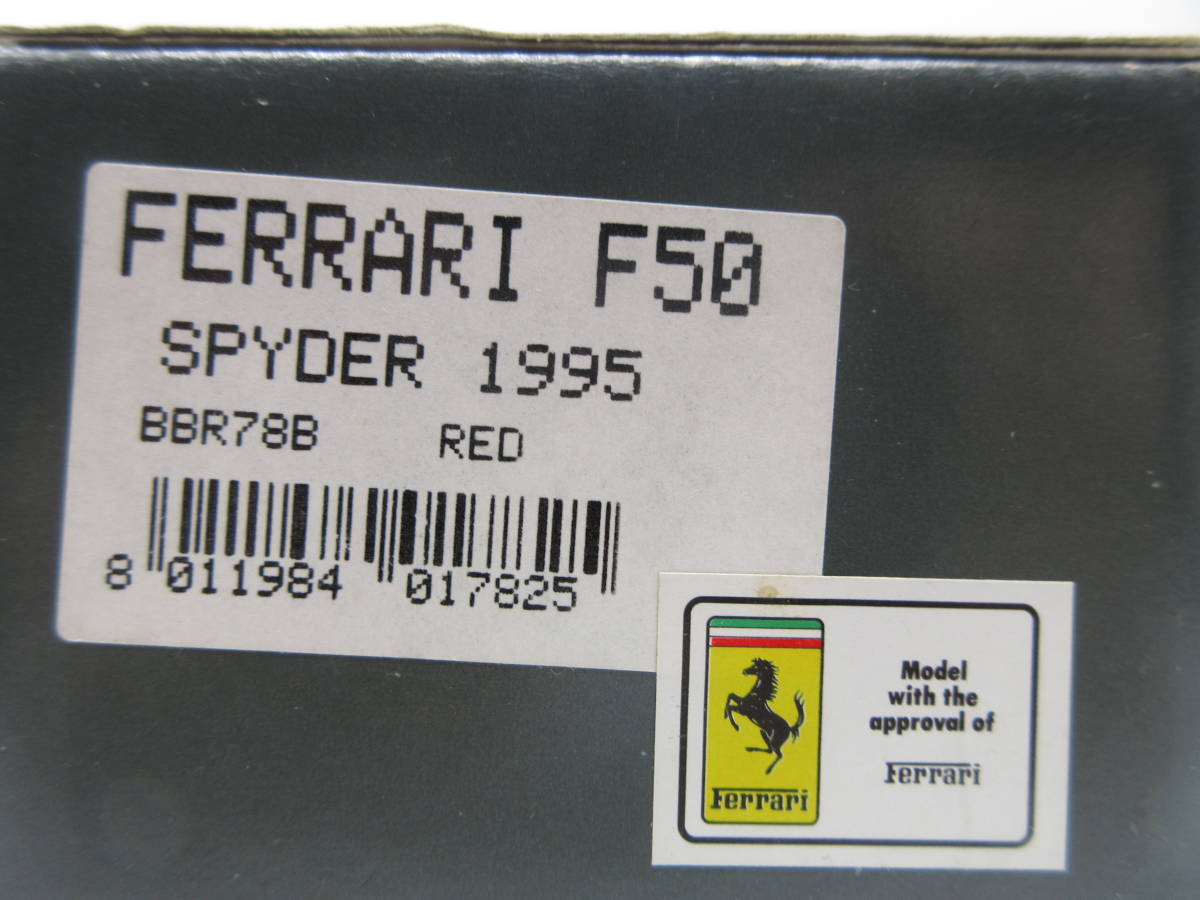 FERRARI F50
SPYDER 1995
BBR78B RED
8 011984 017825
Model
with the
approval of
Ferrari
Ferrari